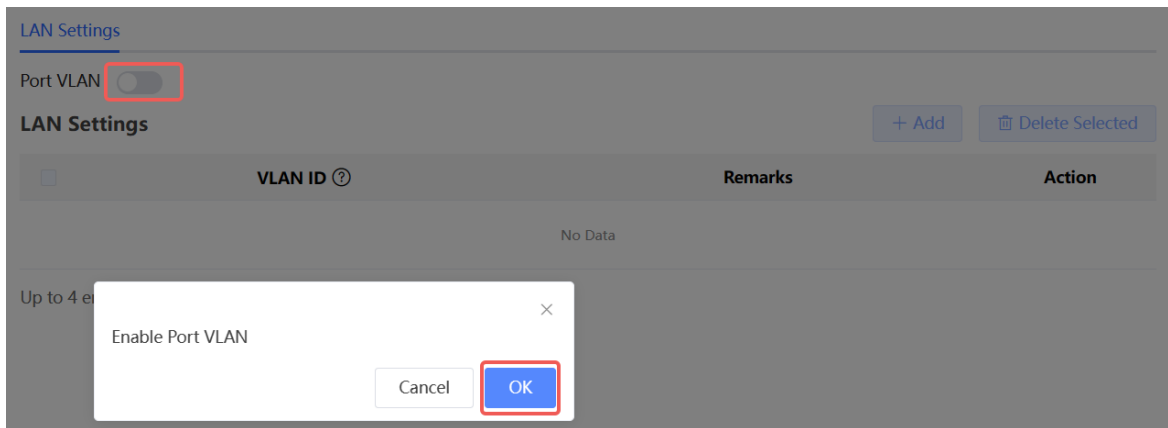 LAN Settings
Port VLAN
LAN Settings
+ Add
Delete Selected
VLAN ID
Remarks
Action
No Data
Up to 4
Enable Port VLAN
Cancel
OK